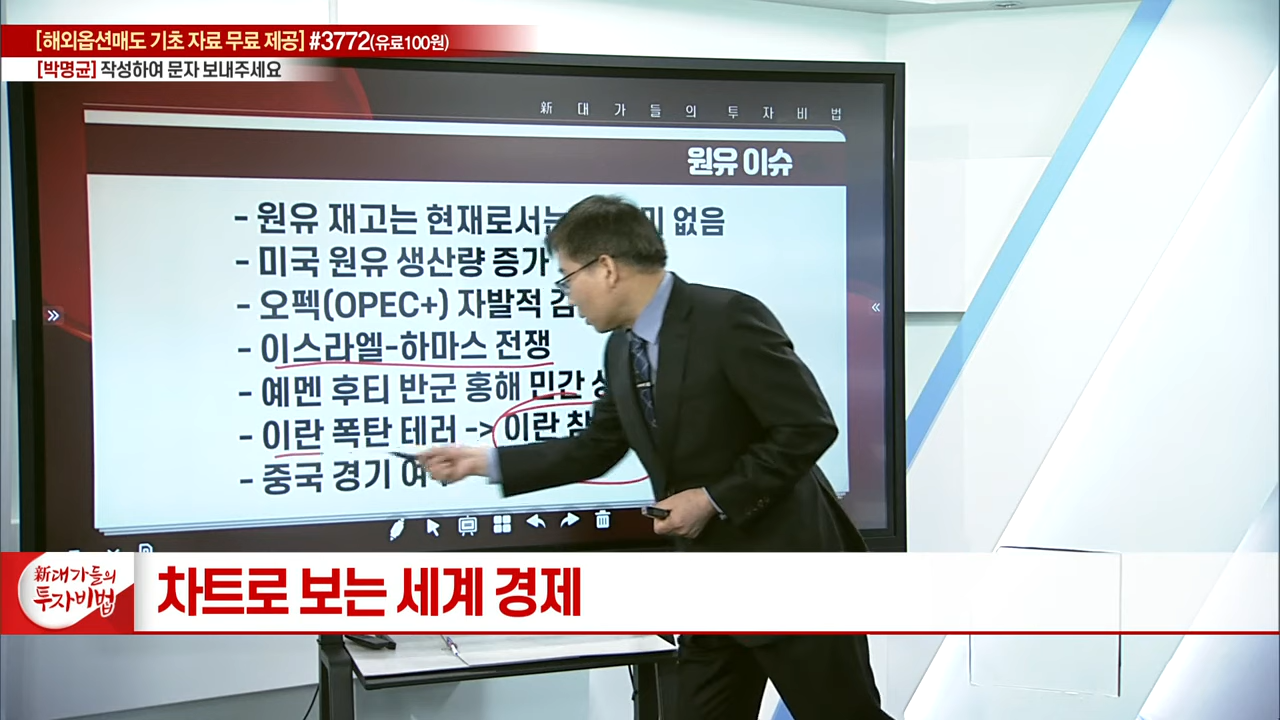 [해외옵션매도 기초 자료 무료 제공] #3772(유료100원)
[박명균] 작성하여 문자 보내주세요
新 대 가 들 의 투 자 비 법
원유 이슈
- 원유 재고는 현재로서는 없음
- 미국 원유 생산량 증가
- 오펙(OPEC+) 자발적
- 이스라엘-하마스 전쟁
- 예멘 후티 반군 홍해 민간
- 이란 폭탄 테러 -> 이란
- 중국 경기
新대가들의
투자비법
차트로 보는 세계 경제